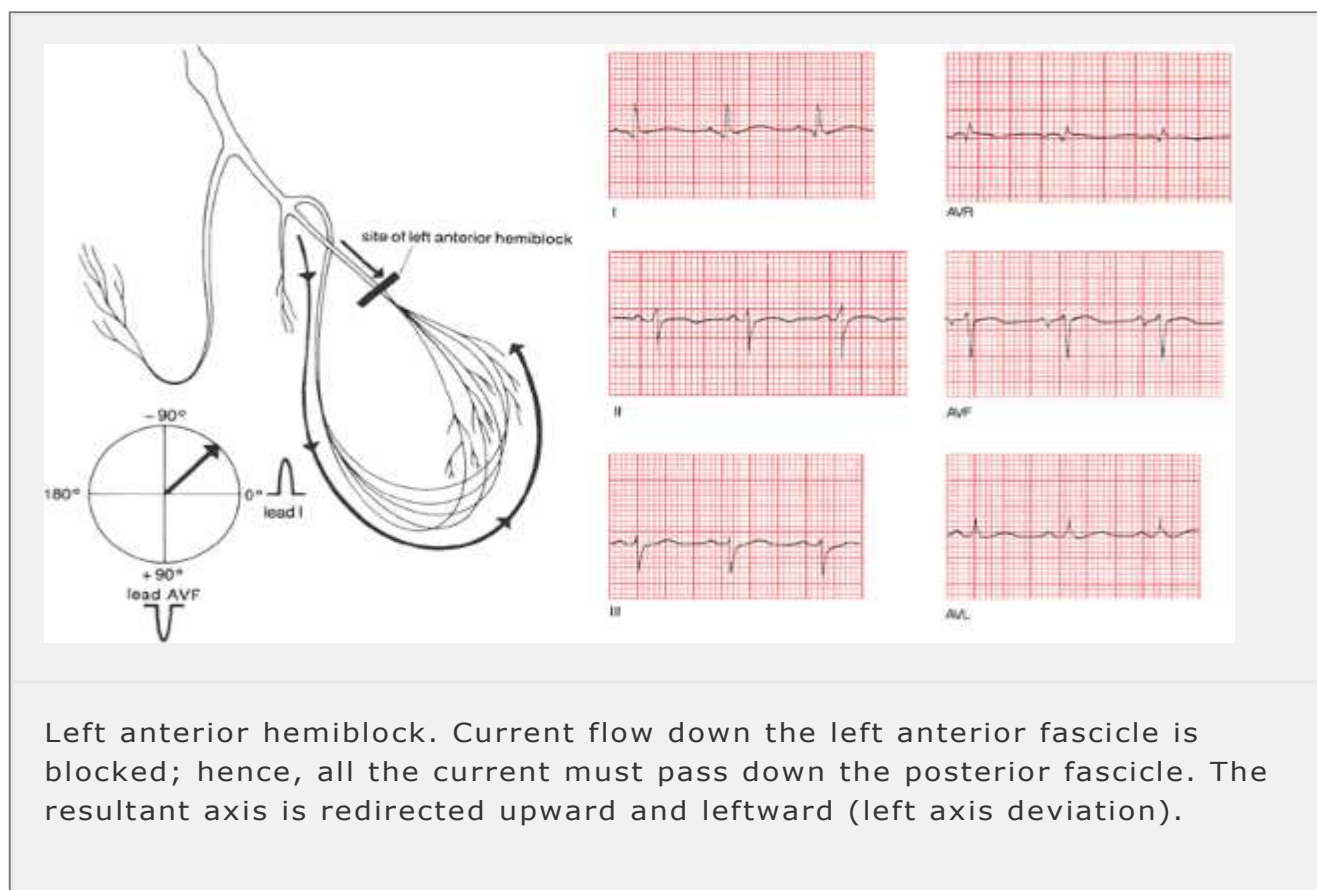 site of left anterior hemiblock
−90°
180°
0°
lead I
+90°
lead AVF
I
AVR
II
AVF
III
AVL
Left anterior hemiblock. Current flow down the left anterior fascicle is
blocked; hence, all the current must pass down the posterior fascicle. The
resultant axis is redirected upward and leftward (left axis deviation).